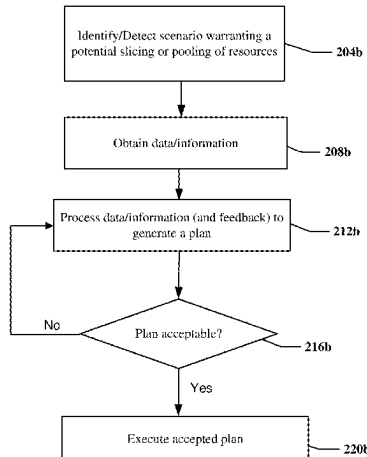 Identify/Detect scenario warranting a
potential slicing or pooling of resources
204b
Obtain data/information
208b
Process data/information (and feedback) to
generate a plan
212b
No
Plan acceptable?
216b
Yes
Execute accepted plan
220b